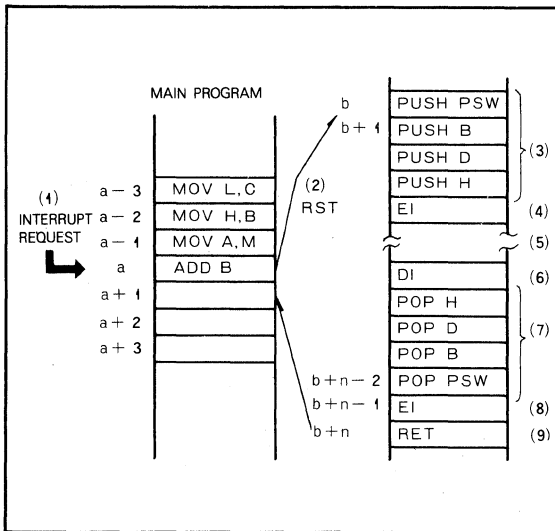 MAIN PROGRAM
(1)
INTERRUPT
REQUEST
a - 3 MOV L,C
a - 2 MOV H,B
a - 1 MOV A,M
a ADD B
a + 1
a + 2
a + 3
(2)
RST
b PUSH PSW
b + 1 PUSH B
PUSH D
PUSH H
(3)
EI (4)
(5)
DI (6)
POP H
POP D
POP B
b + n - 2 POP PSW
(7)
b + n - 1 EI (8)
b + n RET (9)